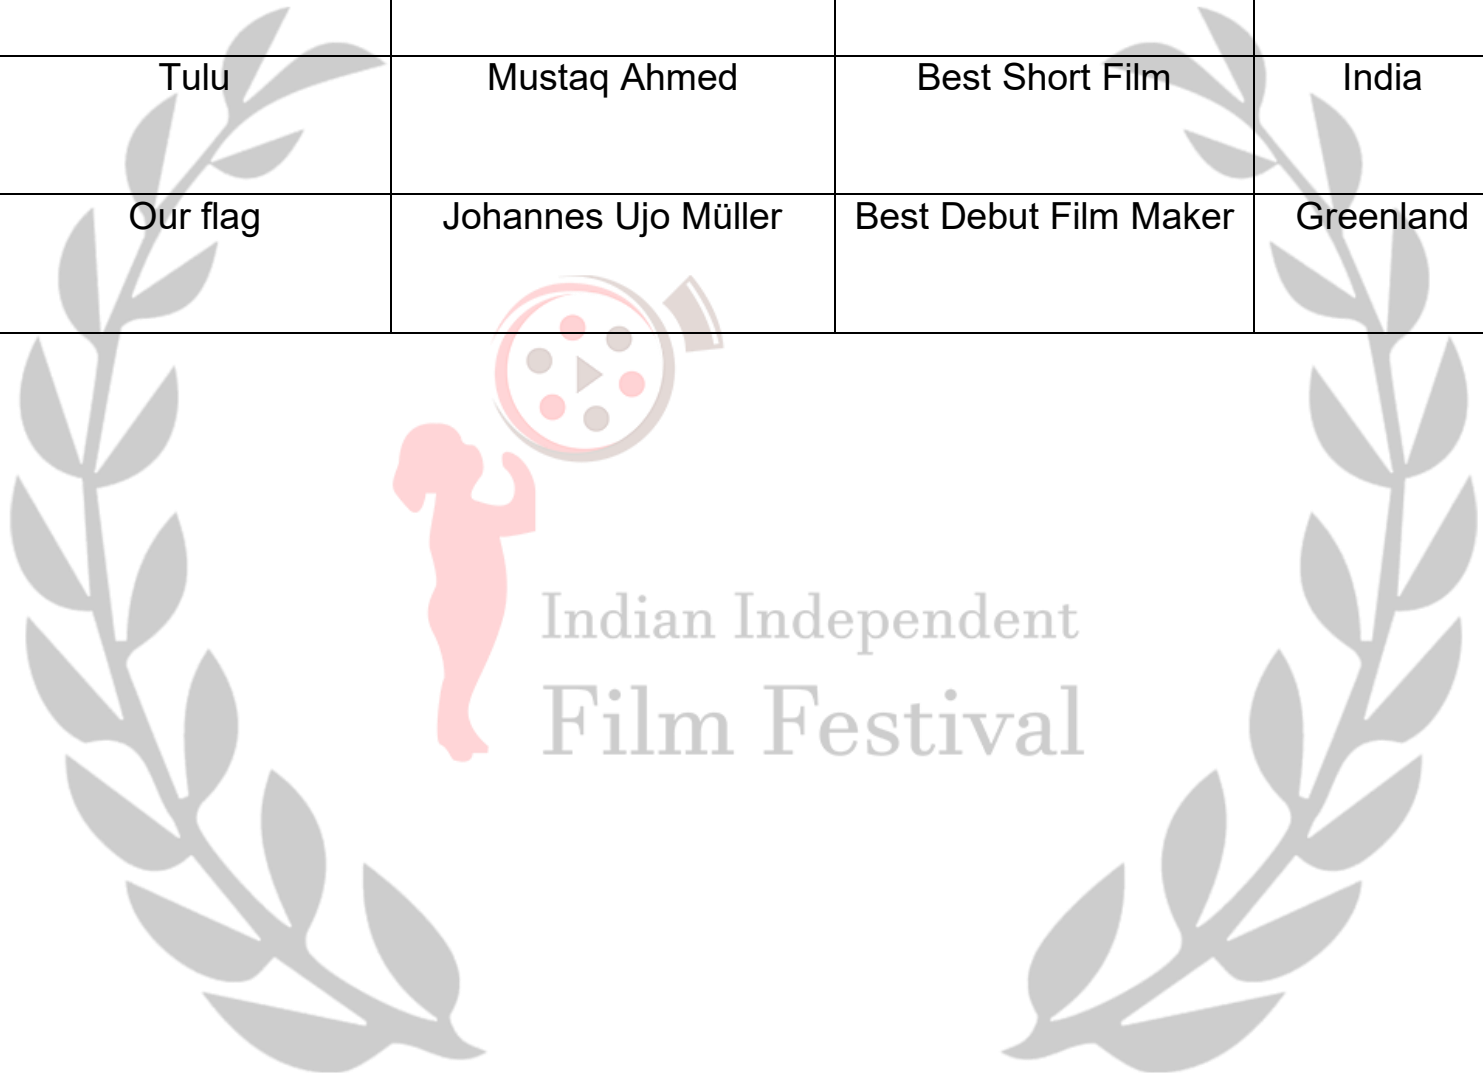 Tulu Mustaq Ahmed Best Short Film India
Our flag Johannes Ujo Müller Best Debut Film Maker Greenland
Indian Independent
Film Festival